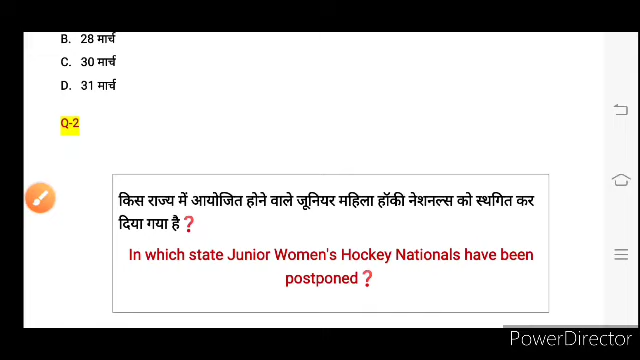 B. 28 मार्च
C. 30 मार्च
D. 31 मार्च
Q-2
किस राज्य में आयोजित होने वाले जूनियर महिला हॉकी नेशनल्स को स्थगित कर
दिया गया है❓
In which state Junior Women's Hockey Nationals have been
postponed❓
PowerDirector